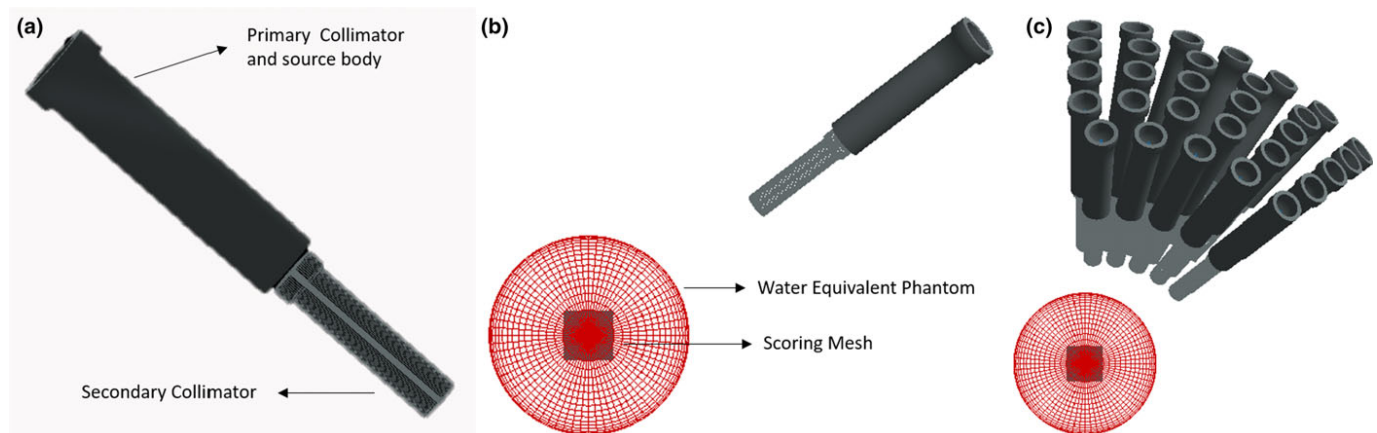 (a)
Primary Collimator
and source body
Secondary Collimator
(b)
Water Equivalent Phantom
Scoring Mesh
(c)